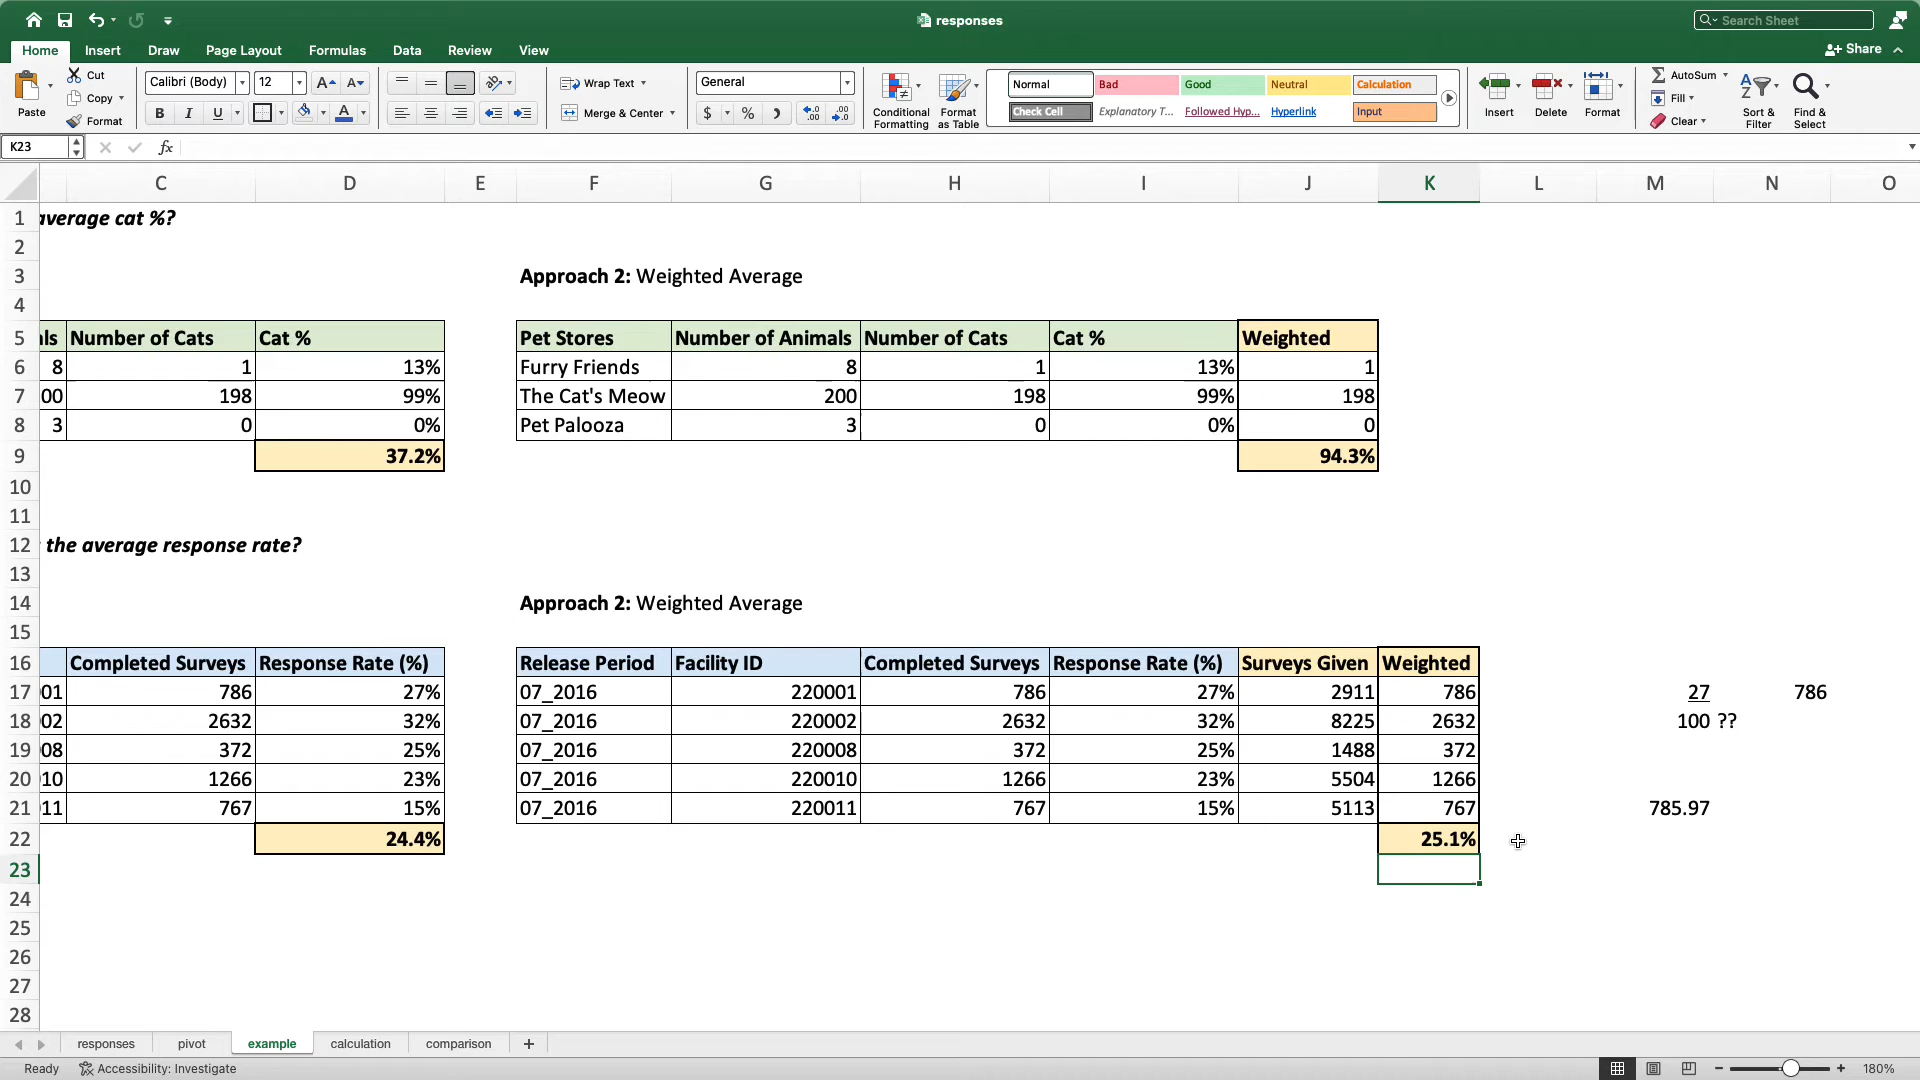 responses
Search Sheet
Home Insert Draw Page Layout Formulas Data Review View
Share
Paste
Cut
Copy
Format
Calibri (Body) 12
A A
B I U A
Wrap Text
Merge & Center
General
$ %
Conditional Formatting
Format as Table
Normal Bad Good Neutral Calculation
Check Cell Explanatory T... Followed Hyp... Hyperlink Input
Insert Delete Format
AutoSum
Fill
Clear
Sort & Filter
Find & Select
K23 fx
C D E F G H I J K L M N O
1 average cat %?
2
3 Approach 2: Weighted Average
4
5 ls Number of Cats Cat % Pet Stores Number of Animals Number of Cats Cat % Weighted
6 8 1 13% Furry Friends 8 1 13% 1
7 00 198 99% The Cat's Meow 200 198 99% 198
8 3 0 0% Pet Palooza 3 0 0% 0
9 37.2% 94.3%
10
11
12 the average response rate?
13
14 Approach 2: Weighted Average
15
16 Completed Surveys Response Rate (%) Release Period Facility ID Completed Surveys Response Rate (%) Surveys Given Weighted
17 01 786 27% 07_2016 220001 786 27% 2911 786 27 786
18 02 2632 32% 07_2016 220002 2632 32% 8225 2632 100 ??
19 08 372 25% 07_2016 220008 372 25% 1488 372
20 10 1266 23% 07_2016 220010 1266 23% 5504 1266
21 11 767 15% 07_2016 220011 767 15% 5113 767 785.97
22 24.4% 25.1%
23
24
25
26
27
28
responses pivot example calculation comparison +
Ready Accessibility: Investigate 180%